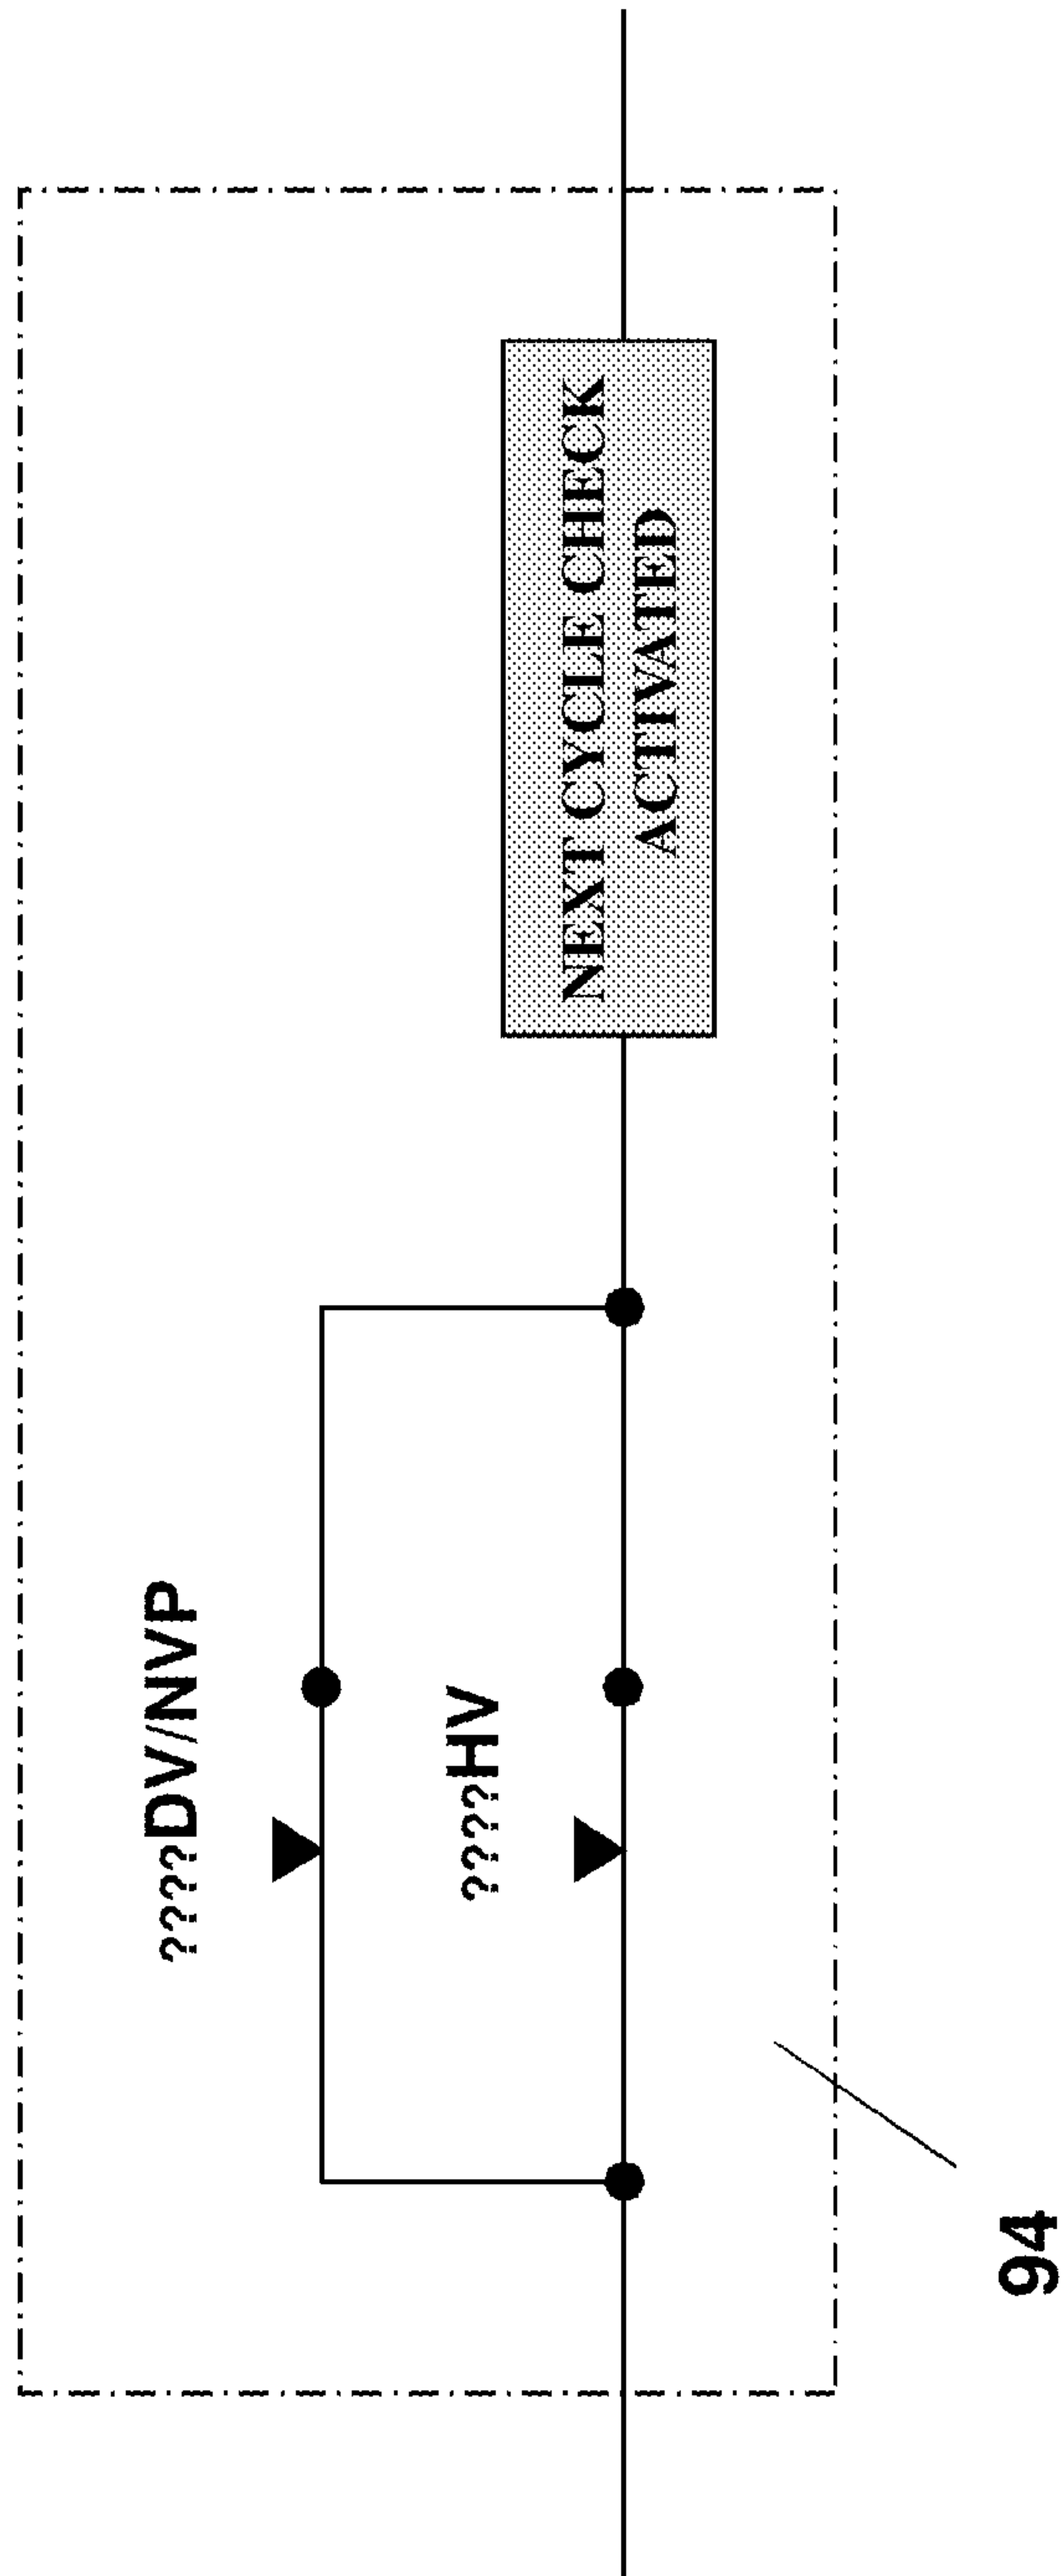 ????DV/NVP
????HV
NEXT CYCLE CHECK
ACTIVATED
94